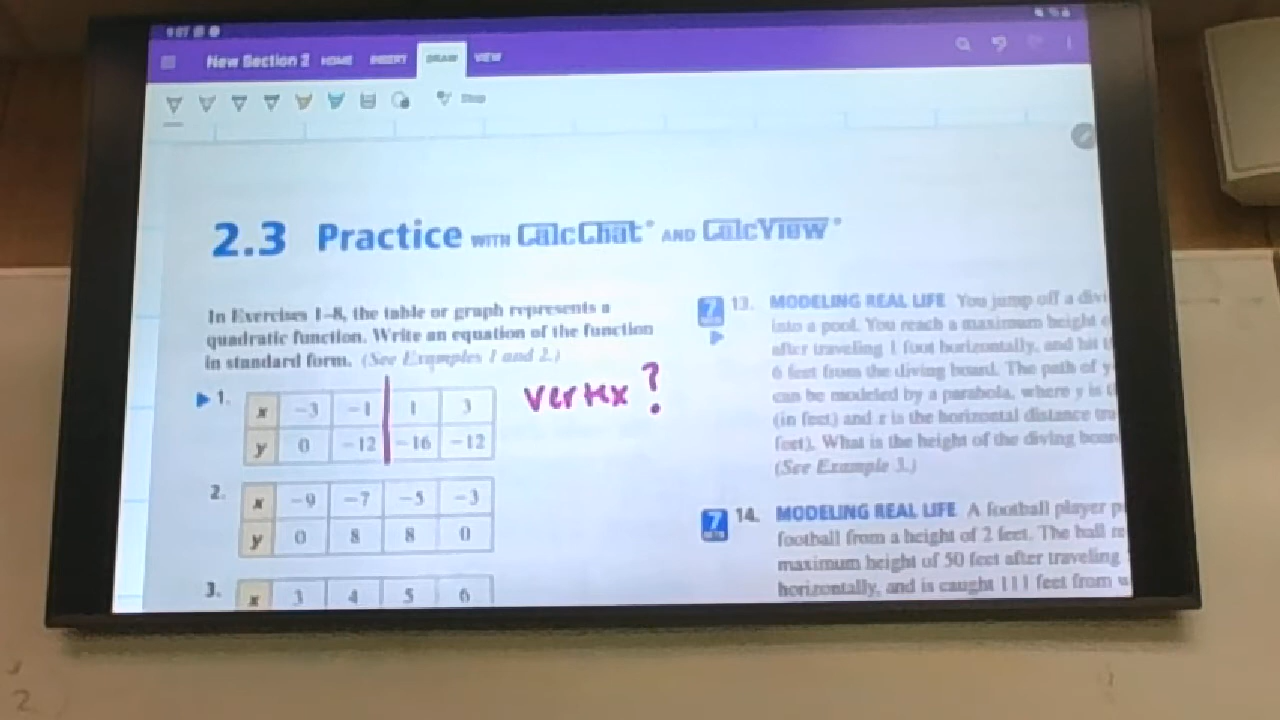 9:07
New Section 2 HOME INSERT DRAW VIEW
2.3 Practice WITH CalcChat® AND CalcView®
In Exercises 1–8, the table or graph represents a
quadratic function. Write an equation of the function
in standard form. (See Examples 1 and 2.)
1.
x −3 −1 1 3
y 0 −12 −16 −12
vertex?
2.
x −9 −7 −5 −3
y 0 8 8 0
3.
x 3 4 5 6
7
13. MODELING REAL LIFE You jump off a divi
into a pool. You reach a maximum height o
after traveling 1 foot horizontally, and hit t
6 feet from the diving board. The path of y
can be modeled by a parabola, where y is t
(in feet) and x is the horizontal distance tra
feet). What is the height of the diving boar
(See Example 3.)
7
14. MODELING REAL LIFE A football player p
football from a height of 2 feet. The ball re
maximum height of 50 feet after traveling
horizontally, and is caught 111 feet from w
2